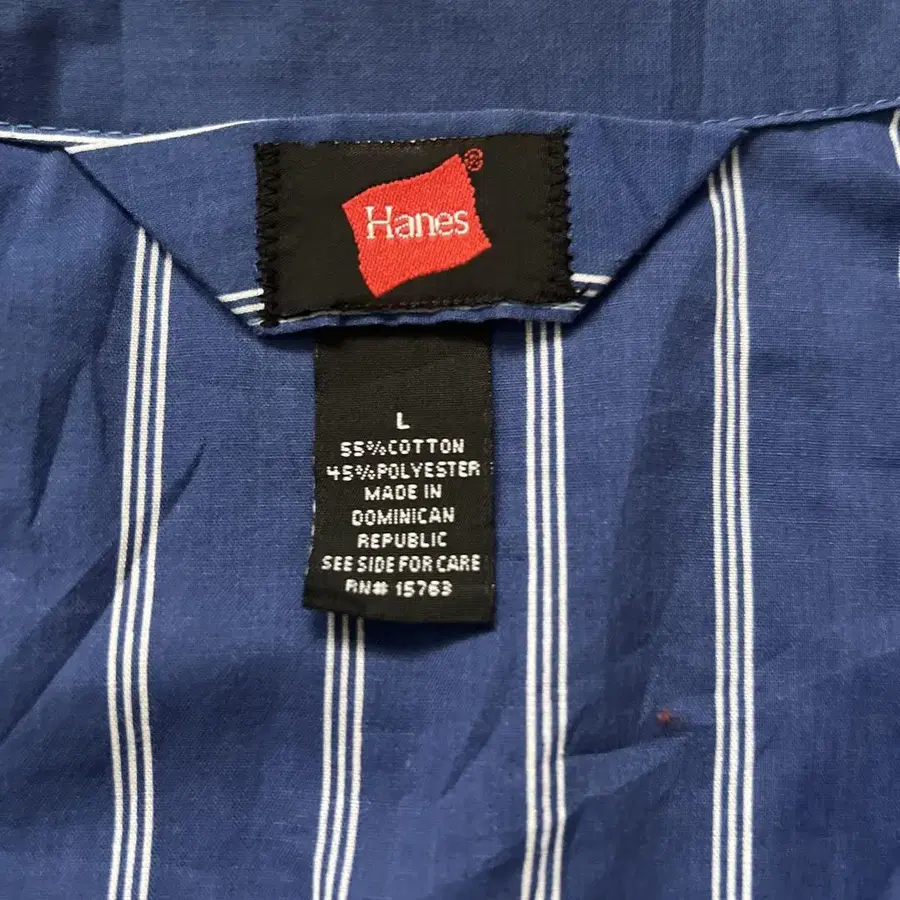 Hanes®
L
55%COTTON
45%POLYESTER
MADE IN
DOMINICAN
REPUBLIC
SEE SIDE FOR CARE
RN# 15763